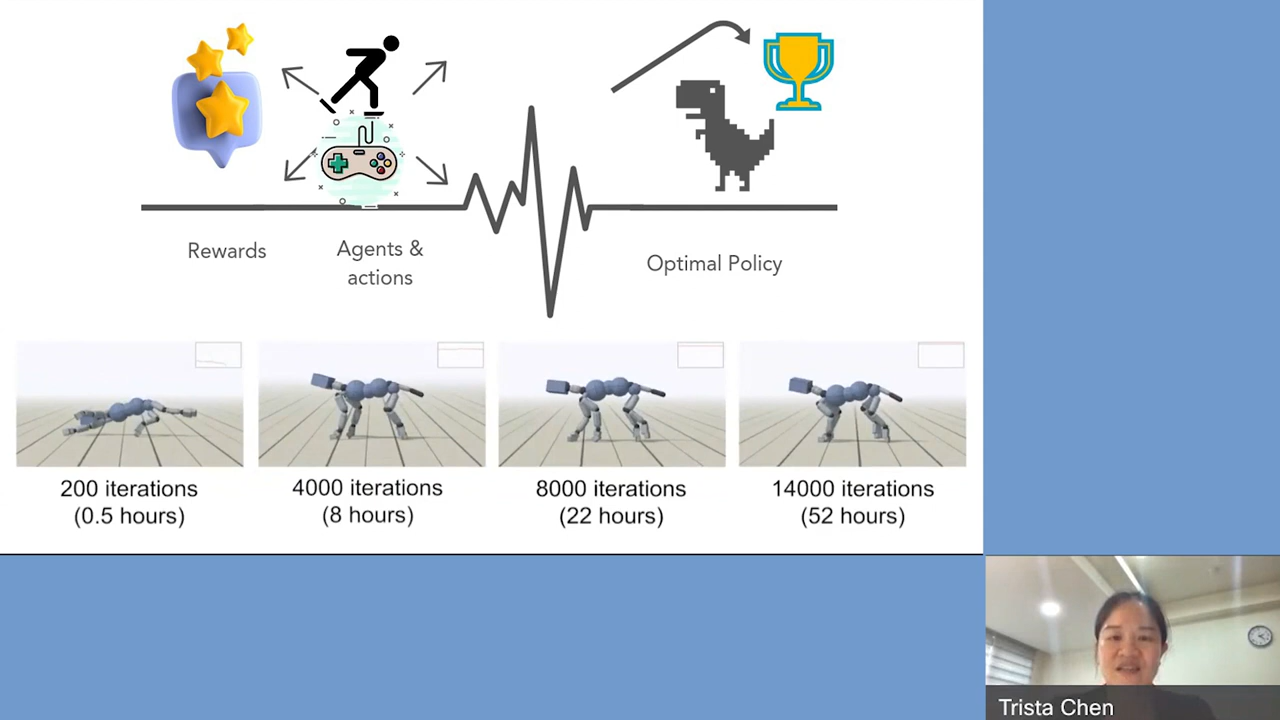 Rewards
Agents &
actions
Optimal Policy
200 iterations
(0.5 hours)
4000 iterations
(8 hours)
8000 iterations
(22 hours)
14000 iterations
(52 hours)
Trista Chen